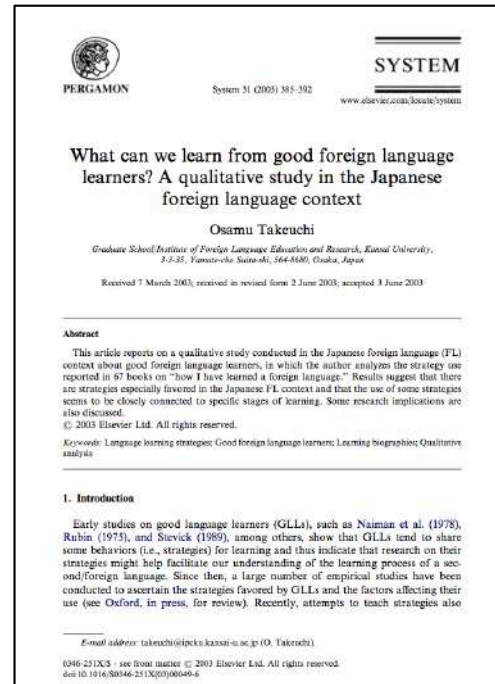 PERGAMON
System 31 (2003) 385–392
SYSTEM
www.elsevier.com/locate/system
What can we learn from good foreign language
learners? A qualitative study in the Japanese
foreign language context
Osamu Takeuchi
Graduate School/Institute of Foreign Language Education and Research, Kansai University,
3-3-35, Yamate-cho Suita-shi, 564-8680, Osaka, Japan
Received 7 March 2003; received in revised form 2 June 2003; accepted 3 June 2003
Abstract
This article reports on a qualitative study conducted in the Japanese foreign language (FL)
context about good foreign language learners, in which the author analyzes the strategy use
reported in 67 books on “how I have learned a foreign language.” Results suggest that there
are strategies especially favored in the Japanese FL context and that the use of some strategies
seems to be closely connected to specific stages of learning. Some research implications are
also discussed.
© 2003 Elsevier Ltd. All rights reserved.
Keywords: Language learning strategies; Good foreign language learners; Learning biographies; Qualitative
analysis
1. Introduction
Early studies on good language learners (GLLs), such as Naiman et al. (1978),
Rubin (1975), and Stevick (1989), among others, show that GLLs tend to share
some behaviors (i.e., strategies) for learning and thus indicate that research on their
strategies might help facilitate our understanding of the learning process of a sec-
ond/foreign language. Since then, a large number of empirical studies have been
conducted to ascertain the strategies favored by GLLs and the factors affecting their
use (see Oxford, in press, for review). Recently, attempts to teach strategies also
E-mail address: takeuchi@ipcku.kansai-u.ac.jp (O. Takeuchi).
0346-251X/$ - see front matter © 2003 Elsevier Ltd. All rights reserved.
doi:10.1016/S0346-251X(03)00049-6